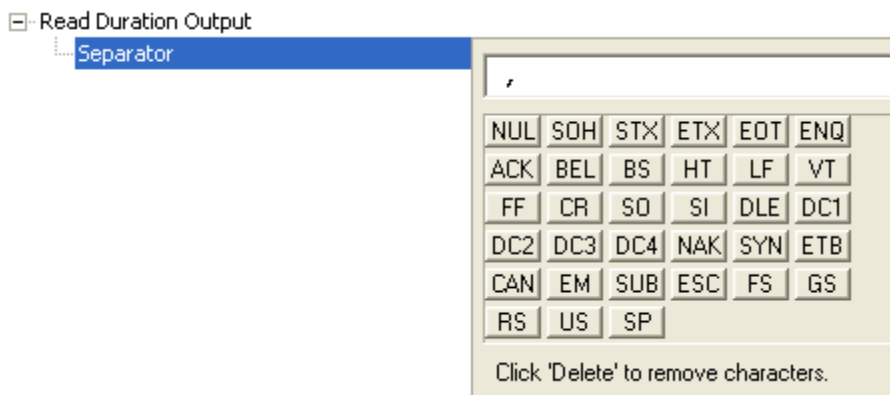 Read Duration Output
Separator
,
NUL SOH STX ETX EOT ENQ
ACK BEL BS HT LF VT
FF CR SO SI DLE DC1
DC2 DC3 DC4 NAK SYN ETB
CAN EM SUB ESC FS GS
RS US SP
Click 'Delete' to remove characters.